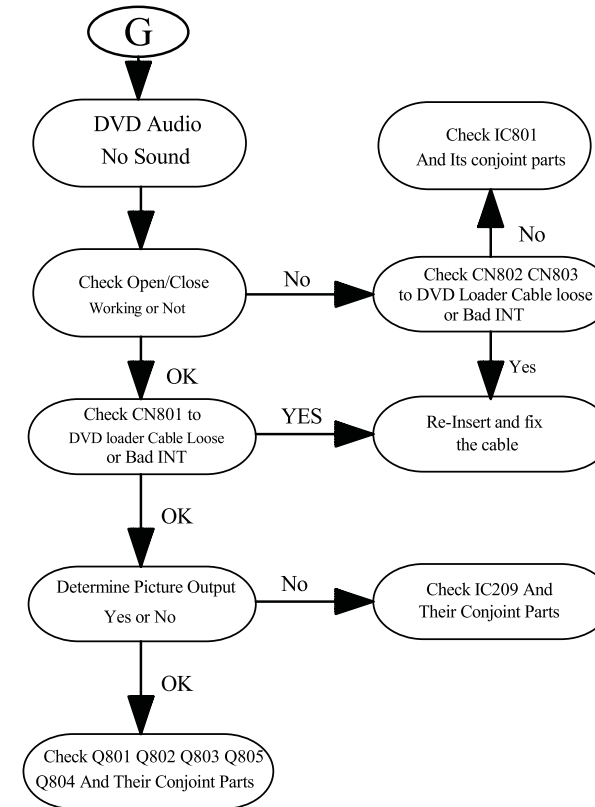 G
DVD Audio
No Sound
Check IC801
And Its conjoint parts
No
Check Open/Close
Working or Not
No
Check CN802 CN803
to DVD Loader Cable loose
or Bad INT
OK
Yes
Check CN801 to
DVD loader Cable Loose
or Bad INT
YES
Re-Insert and fix
the cable
OK
Determine Picture Output
Yes or No
No
Check IC209 And
Their Conjoint Parts
OK
Check Q801 Q802 Q803 Q805
Q804 And Their Conjoint Parts